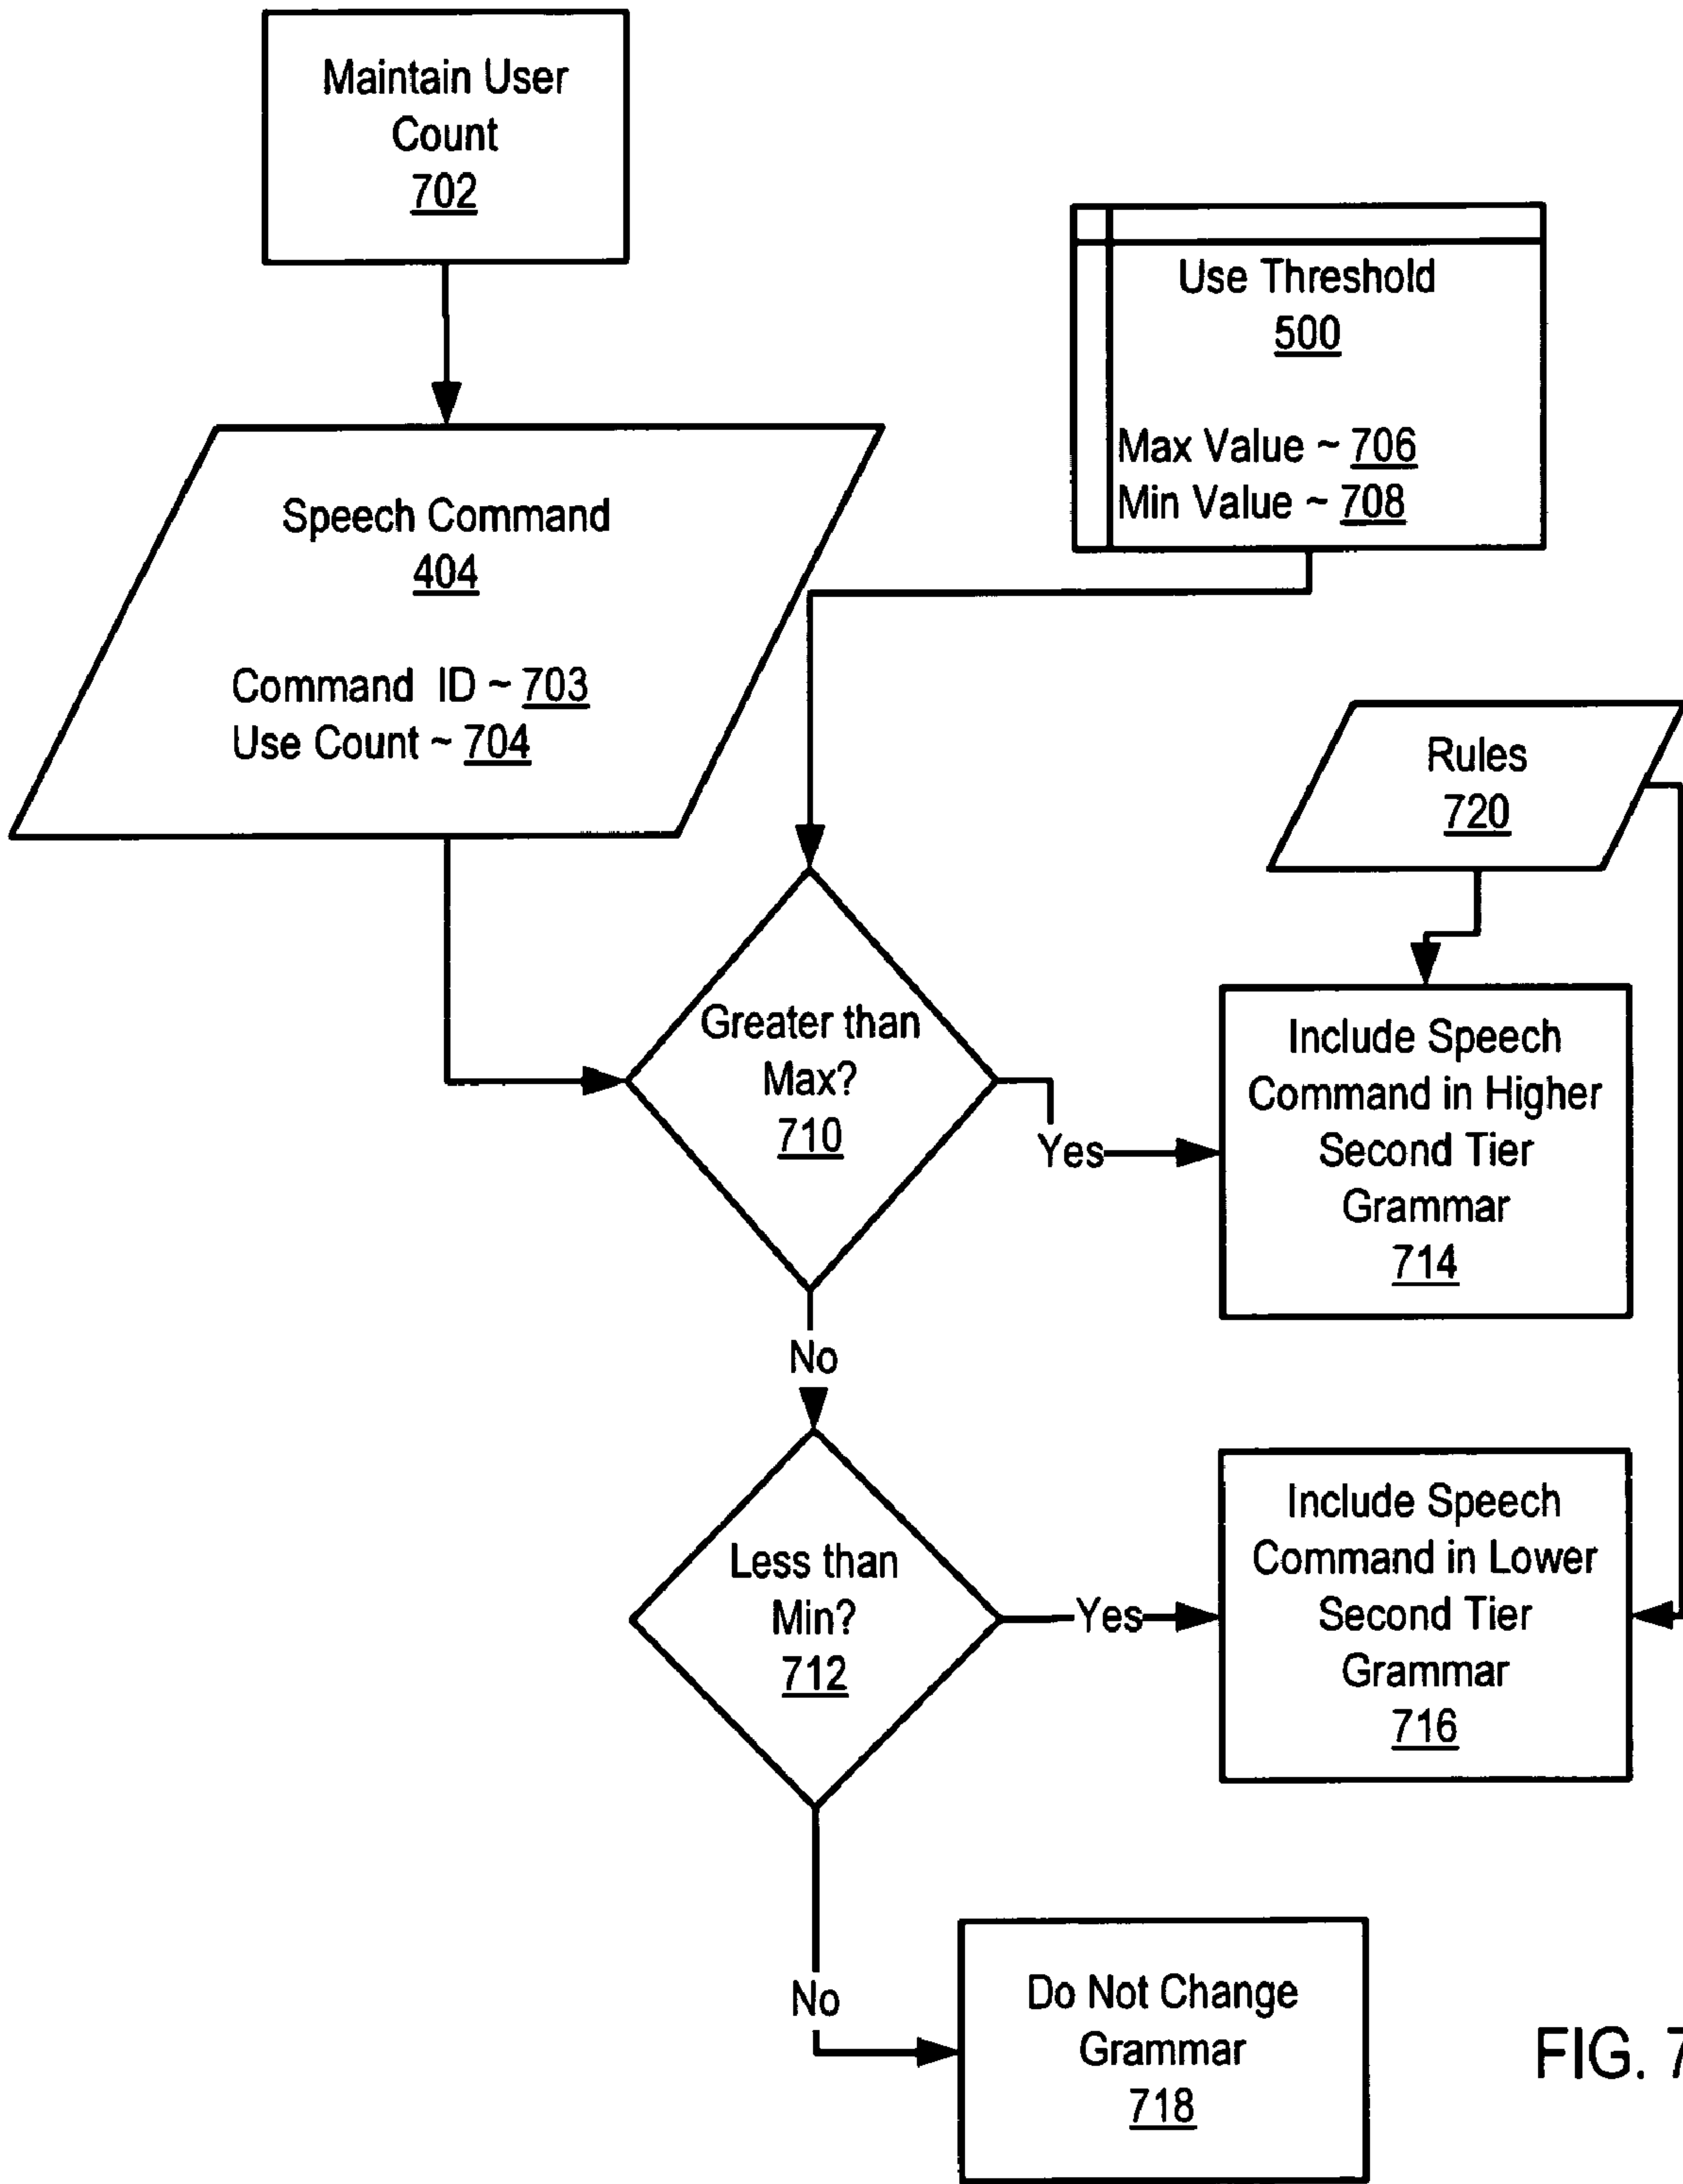 Maintain User
Count
702
Use Threshold
500
Max Value ~ 706
Min Value ~ 708
Speech Command
404
Command ID ~ 703
Use Count ~ 704
Rules
720
Greater than
Max?
710
Yes
Include Speech
Command in Higher
Second Tier
Grammar
714
No
Less than
Min?
712
Yes
Include Speech
Command in Lower
Second Tier
Grammar
716
No
Do Not Change
Grammar
718
FIG. 7